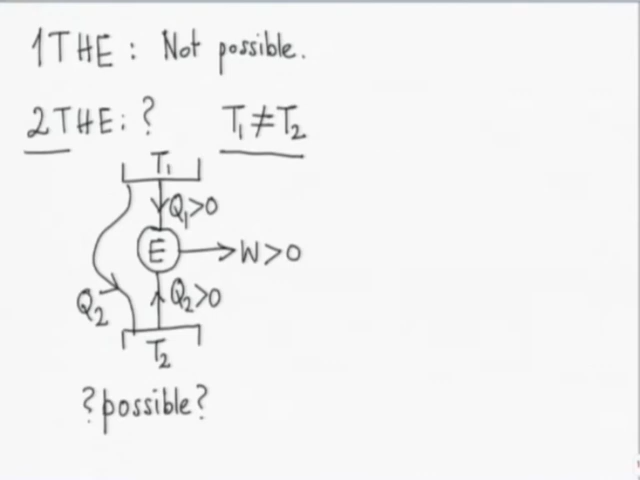 1THE: Not possible.
2THE: ? T₁≠T₂
T₁
Q₁>0
E W>0
Q₂ Q₂>0
T₂
?possible?